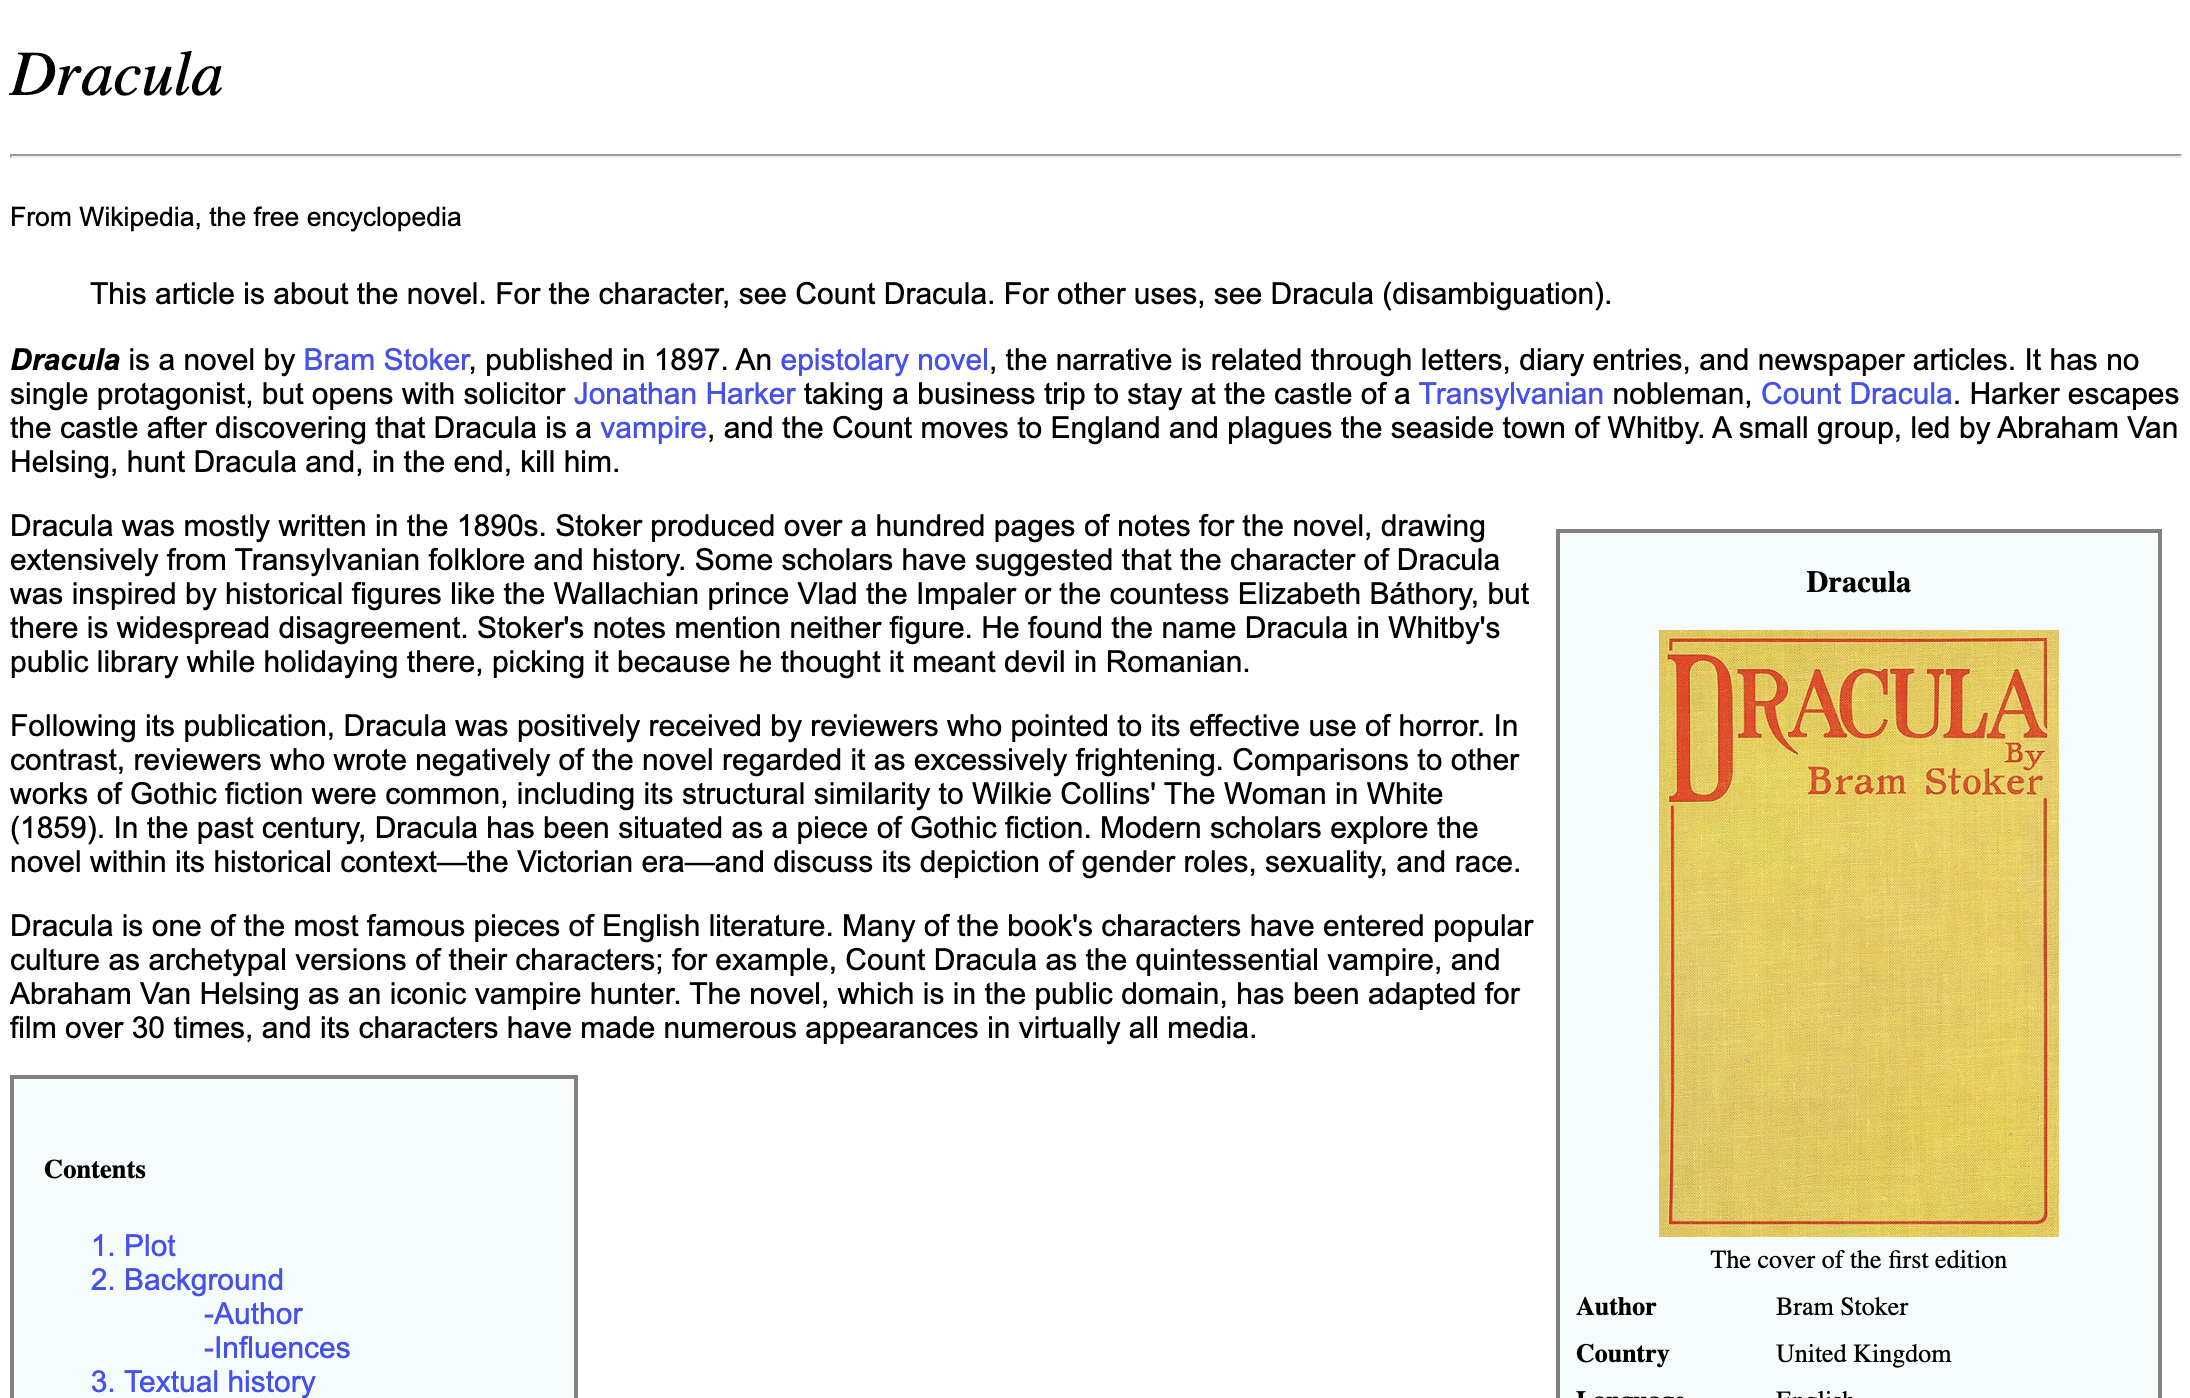 Dracula
From Wikipedia, the free encyclopedia
This article is about the novel. For the character, see Count Dracula. For other uses, see Dracula (disambiguation).
Dracula is a novel by Bram Stoker, published in 1897. An epistolary novel, the narrative is related through letters, diary entries, and newspaper articles. It has no
single protagonist, but opens with solicitor Jonathan Harker taking a business trip to stay at the castle of a Transylvanian nobleman, Count Dracula. Harker escapes
the castle after discovering that Dracula is a vampire, and the Count moves to England and plagues the seaside town of Whitby. A small group, led by Abraham Van
Helsing, hunt Dracula and, in the end, kill him.
Dracula was mostly written in the 1890s. Stoker produced over a hundred pages of notes for the novel, drawing
extensively from Transylvanian folklore and history. Some scholars have suggested that the character of Dracula
was inspired by historical figures like the Wallachian prince Vlad the Impaler or the countess Elizabeth Báthory, but
there is widespread disagreement. Stoker's notes mention neither figure. He found the name Dracula in Whitby's
public library while holidaying there, picking it because he thought it meant devil in Romanian.
Following its publication, Dracula was positively received by reviewers who pointed to its effective use of horror. In
contrast, reviewers who wrote negatively of the novel regarded it as excessively frightening. Comparisons to other
works of Gothic fiction were common, including its structural similarity to Wilkie Collins' The Woman in White
(1859). In the past century, Dracula has been situated as a piece of Gothic fiction. Modern scholars explore the
novel within its historical context—the Victorian era—and discuss its depiction of gender roles, sexuality, and race.
Dracula is one of the most famous pieces of English literature. Many of the book's characters have entered popular
culture as archetypal versions of their characters; for example, Count Dracula as the quintessential vampire, and
Abraham Van Helsing as an iconic vampire hunter. The novel, which is in the public domain, has been adapted for
film over 30 times, and its characters have made numerous appearances in virtually all media.
Contents
1. Plot
2. Background
-Author
-Influences
3. Textual history
Dracula
DRACULA
By
Bram Stoker
The cover of the first edition
Author Bram Stoker
Country United Kingdom
Language English